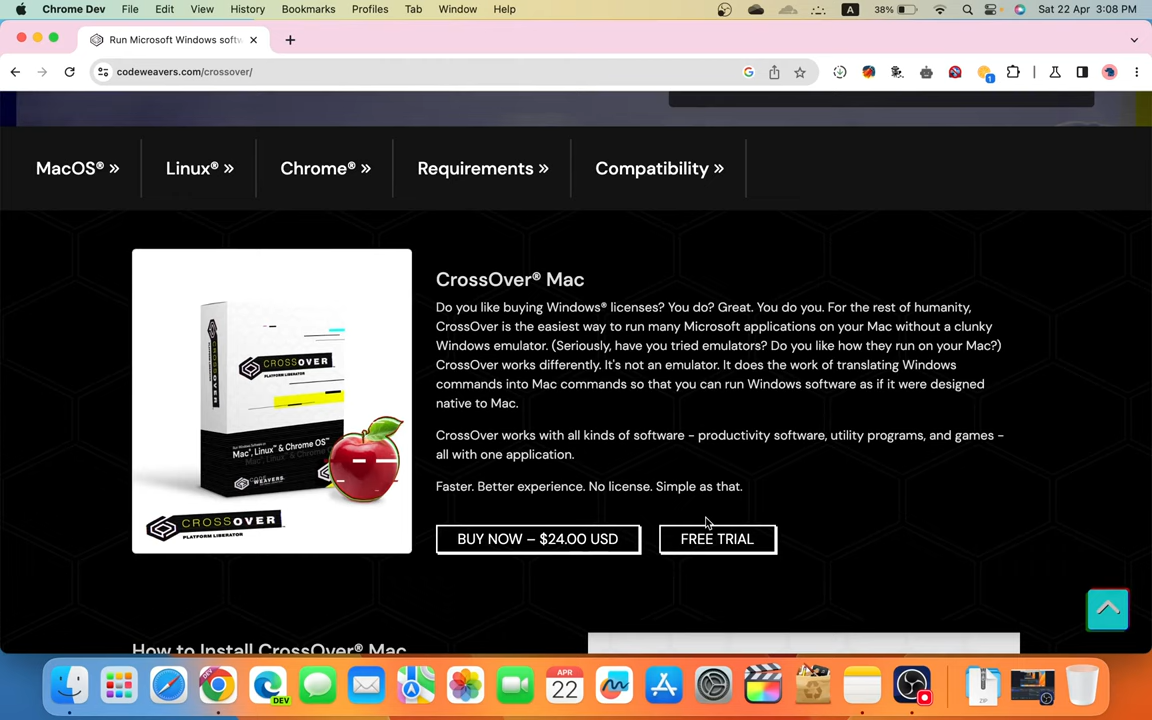 Chrome Dev File Edit View History Bookmarks Profiles Tab Window Help A 38% Sat 22 Apr 3:08 PM
Run Microsoft Windows softw
codeweavers.com/crossover/
1
MacOS® » Linux® » Chrome® » Requirements » Compatibility »
CrossOver® Mac
Do you like buying Windows® licenses? You do? Great. You do you. For the rest of humanity,
CrossOver is the easiest way to run many Microsoft applications on your Mac without a clunky
Windows emulator. (Seriously, have you tried emulators? Do you like how they run on your Mac?)
CrossOver works differently. It's not an emulator. It does the work of translating Windows
commands into Mac commands so that you can run Windows software as if it were designed
native to Mac.
CrossOver works with all kinds of software - productivity software, utility programs, and games -
all with one application.
Faster. Better experience. No license. Simple as that.
CROSSOVER
PLATFORM LIBERATOR
Mac, Linux & Chrome OS
CROSSOVER
PLATFORM LIBERATOR
BUY NOW – $24.00 USD FREE TRIAL
How to Install CrossOver® Mac
DEV
APR
22
ZIP